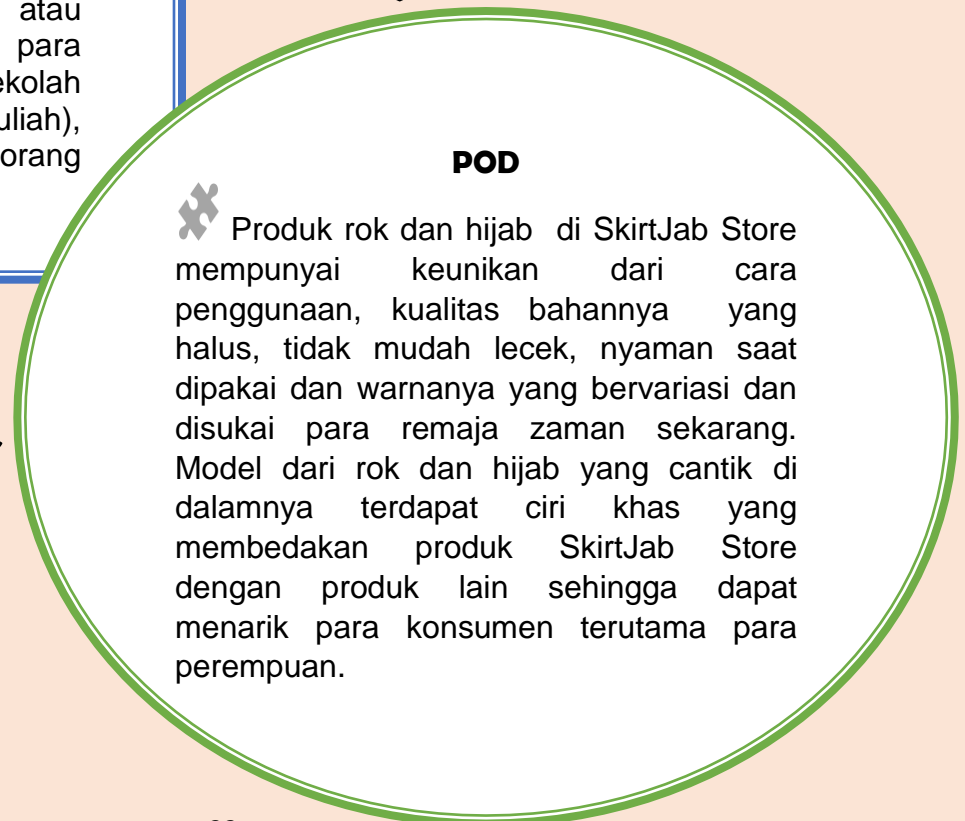 atau
para
ekolah
uliah),
orang
POD
Produk rok dan hijab di SkirtJab Store
mempunyai keunikan dari cara
penggunaan, kualitas bahannya yang
halus, tidak mudah lecek, nyaman saat
dipakai dan warnanya yang bervariasi dan
disukai para remaja zaman sekarang.
Model dari rok dan hijab yang cantik di
dalamnya terdapat ciri khas yang
membedakan produk SkirtJab Store
dengan produk lain sehingga dapat
menarik para konsumen terutama para
perempuan.